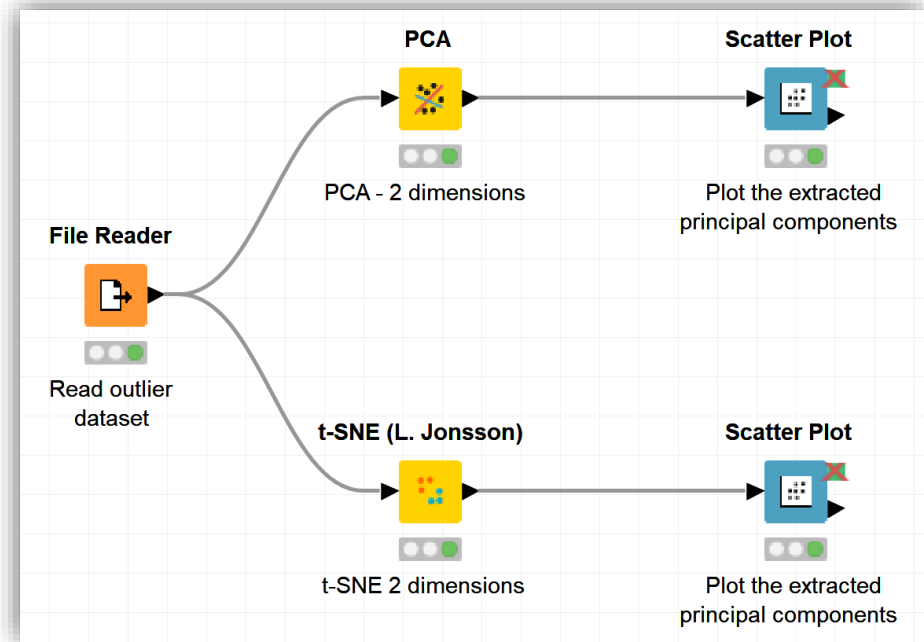 PCA
Scatter Plot
PCA - 2 dimensions
Plot the extracted
principal components
File Reader
Read outlier
dataset
t-SNE (L. Jonsson)
Scatter Plot
t-SNE 2 dimensions
Plot the extracted
principal components